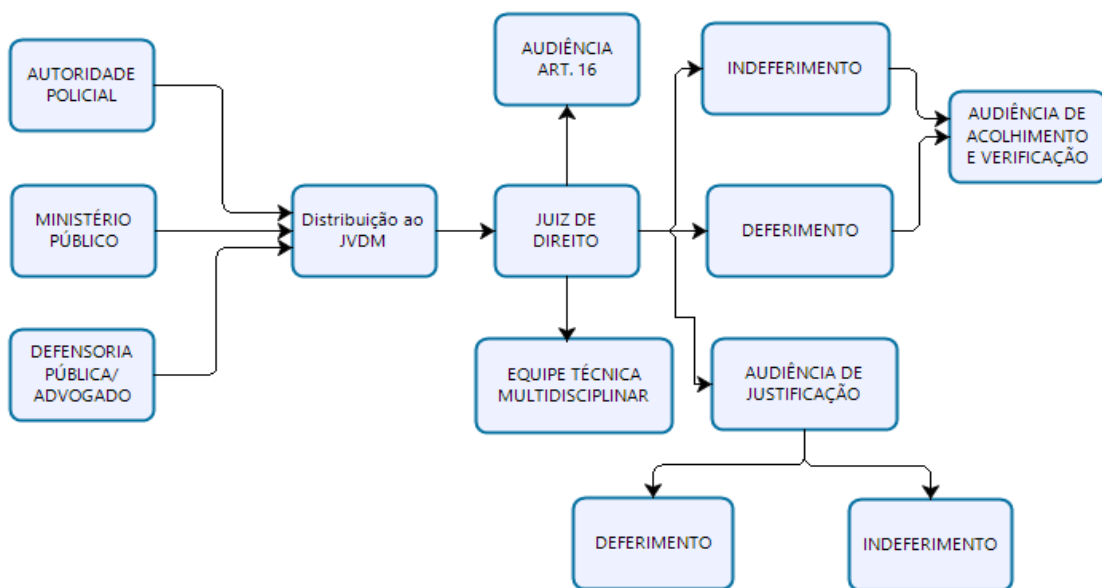 AUTORIDADE
POLICIAL
MINISTÉRIO
PÚBLICO
DEFENSORIA
PÚBLICA/
ADVOGADO
Distribuição ao
JVDM
AUDIÊNCIA
ART. 16
JUIZ DE
DIREITO
EQUIPE TÉCNICA
MULTIDISCIPLINAR
INDEFERIMENTO
DEFERIMENTO
AUDIÊNCIA DE
JUSTIFICAÇÃO
AUDIÊNCIA DE
ACOLHIMENTO
E VERIFICAÇÃO
DEFERIMENTO
INDEFERIMENTO